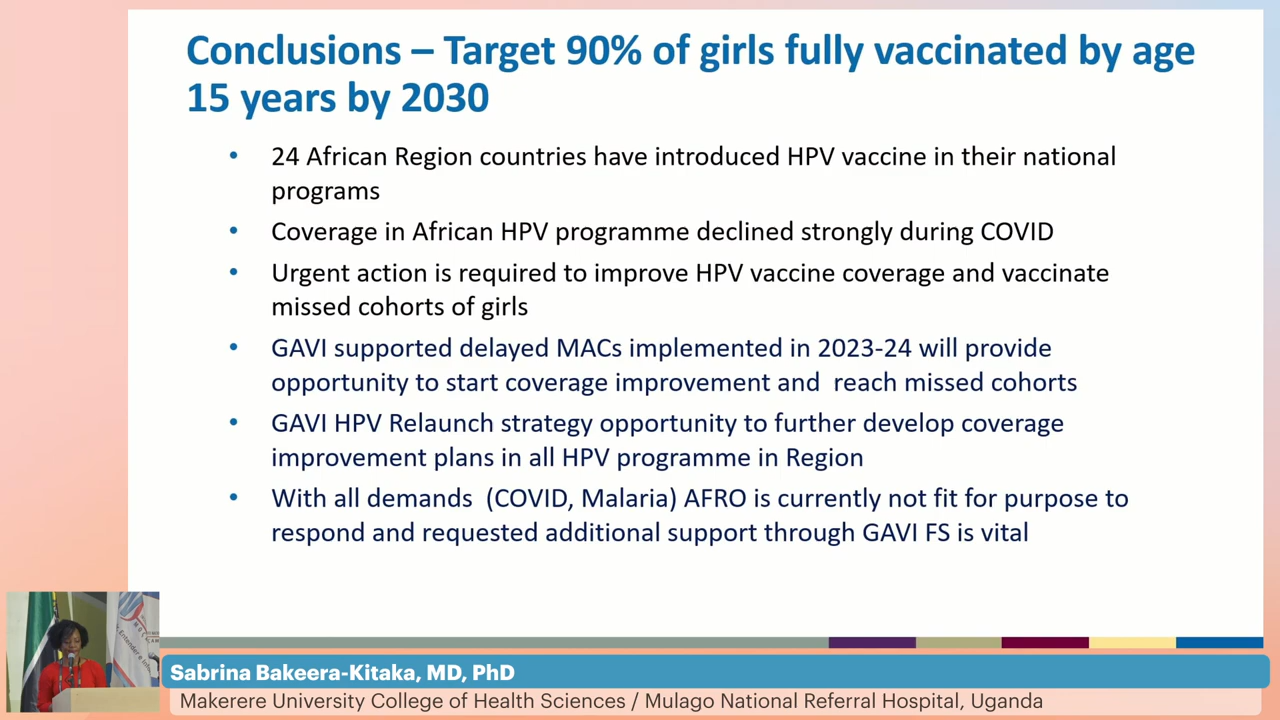 Conclusions – Target 90% of girls fully vaccinated by age
15 years by 2030
• 24 African Region countries have introduced HPV vaccine in their national
programs
• Coverage in African HPV programme declined strongly during COVID
• Urgent action is required to improve HPV vaccine coverage and vaccinate
missed cohorts of girls
• GAVI supported delayed MACs implemented in 2023-24 will provide
opportunity to start coverage improvement and reach missed cohorts
• GAVI HPV Relaunch strategy opportunity to further develop coverage
improvement plans in all HPV programme in Region
• With all demands (COVID, Malaria) AFRO is currently not fit for purpose to
respond and requested additional support through GAVI FS is vital
Sabrina Bakeera-Kitaka, MD, PhD
Makerere University College of Health Sciences / Mulago National Referral Hospital, Uganda